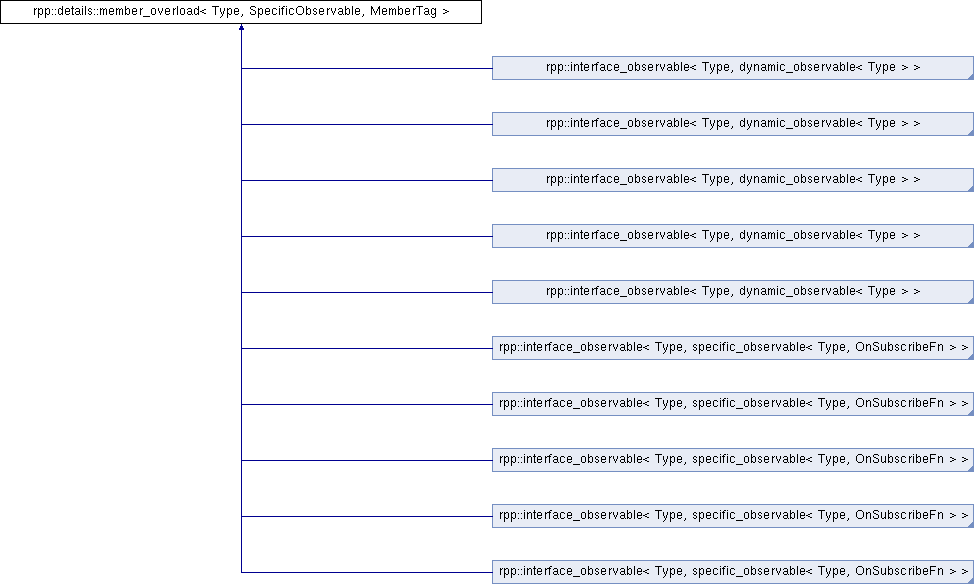 rpp::details::member_overload< Type, SpecificObservable, MemberTag >
rpp::interface_observable< Type, dynamic_observable< Type > >
rpp::interface_observable< Type, dynamic_observable< Type > >
rpp::interface_observable< Type, dynamic_observable< Type > >
rpp::interface_observable< Type, dynamic_observable< Type > >
rpp::interface_observable< Type, dynamic_observable< Type > >
rpp::interface_observable< Type, specific_observable< Type, OnSubscribeFn > >
rpp::interface_observable< Type, specific_observable< Type, OnSubscribeFn > >
rpp::interface_observable< Type, specific_observable< Type, OnSubscribeFn > >
rpp::interface_observable< Type, specific_observable< Type, OnSubscribeFn > >
rpp::interface_observable< Type, specific_observable< Type, OnSubscribeFn > >